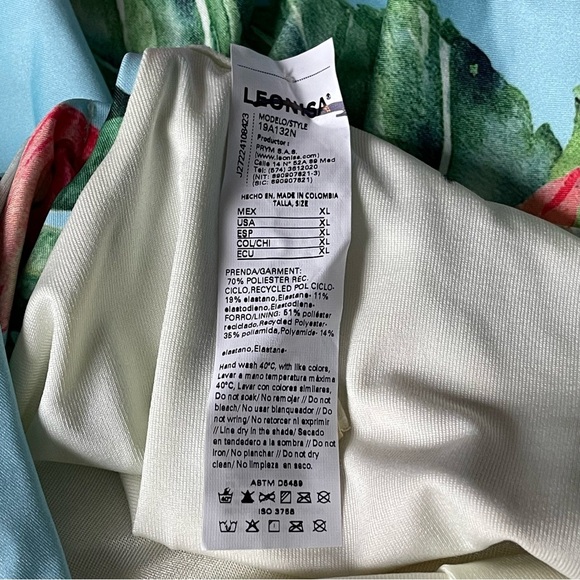 LEONISA®
MODELO/STYLE
19A132N
J27224108423
Productor :
PRYM S.A.S.
(www.leonisa.com)
Calle 14 N° 52A 89 Med
Tel: (574) 3612020
(NIT: 890907821-3)
(SIC: 890907821)
HECHO EN, MADE IN COLOMBIA
TALLA, SIZE
MEX XL
USA XL
ESP XL
COL/CHI XL
ECU XL
PRENDA/GARMENT:
70% POLIESTER REC.
CICLO,RECYCLED POL CICLO-
19% elastano,Elastane- 11%
elastodieno,Elastodiene-
FORRO/LINING: 51% poliéster
reciclado,Recycled Polyester-
35% poliamida,Polyamide- 14%
elastano,Elastane-
Hand wash 40°C, with like colors,
Lavar a mano temperatura máxima
40°C, Lavar con colores similares,
Do not soak/ No remojar // Do not
bleach/ No usar blanqueador // Do
not wring/ No retorcer ni exprimir
// Line dry in the shade/ Secado
en tendedero a la sombra // Do not
iron/ No planchar // Do not dry
clean/ No limpieza en seco.
ASTM D5489
ISO 3758